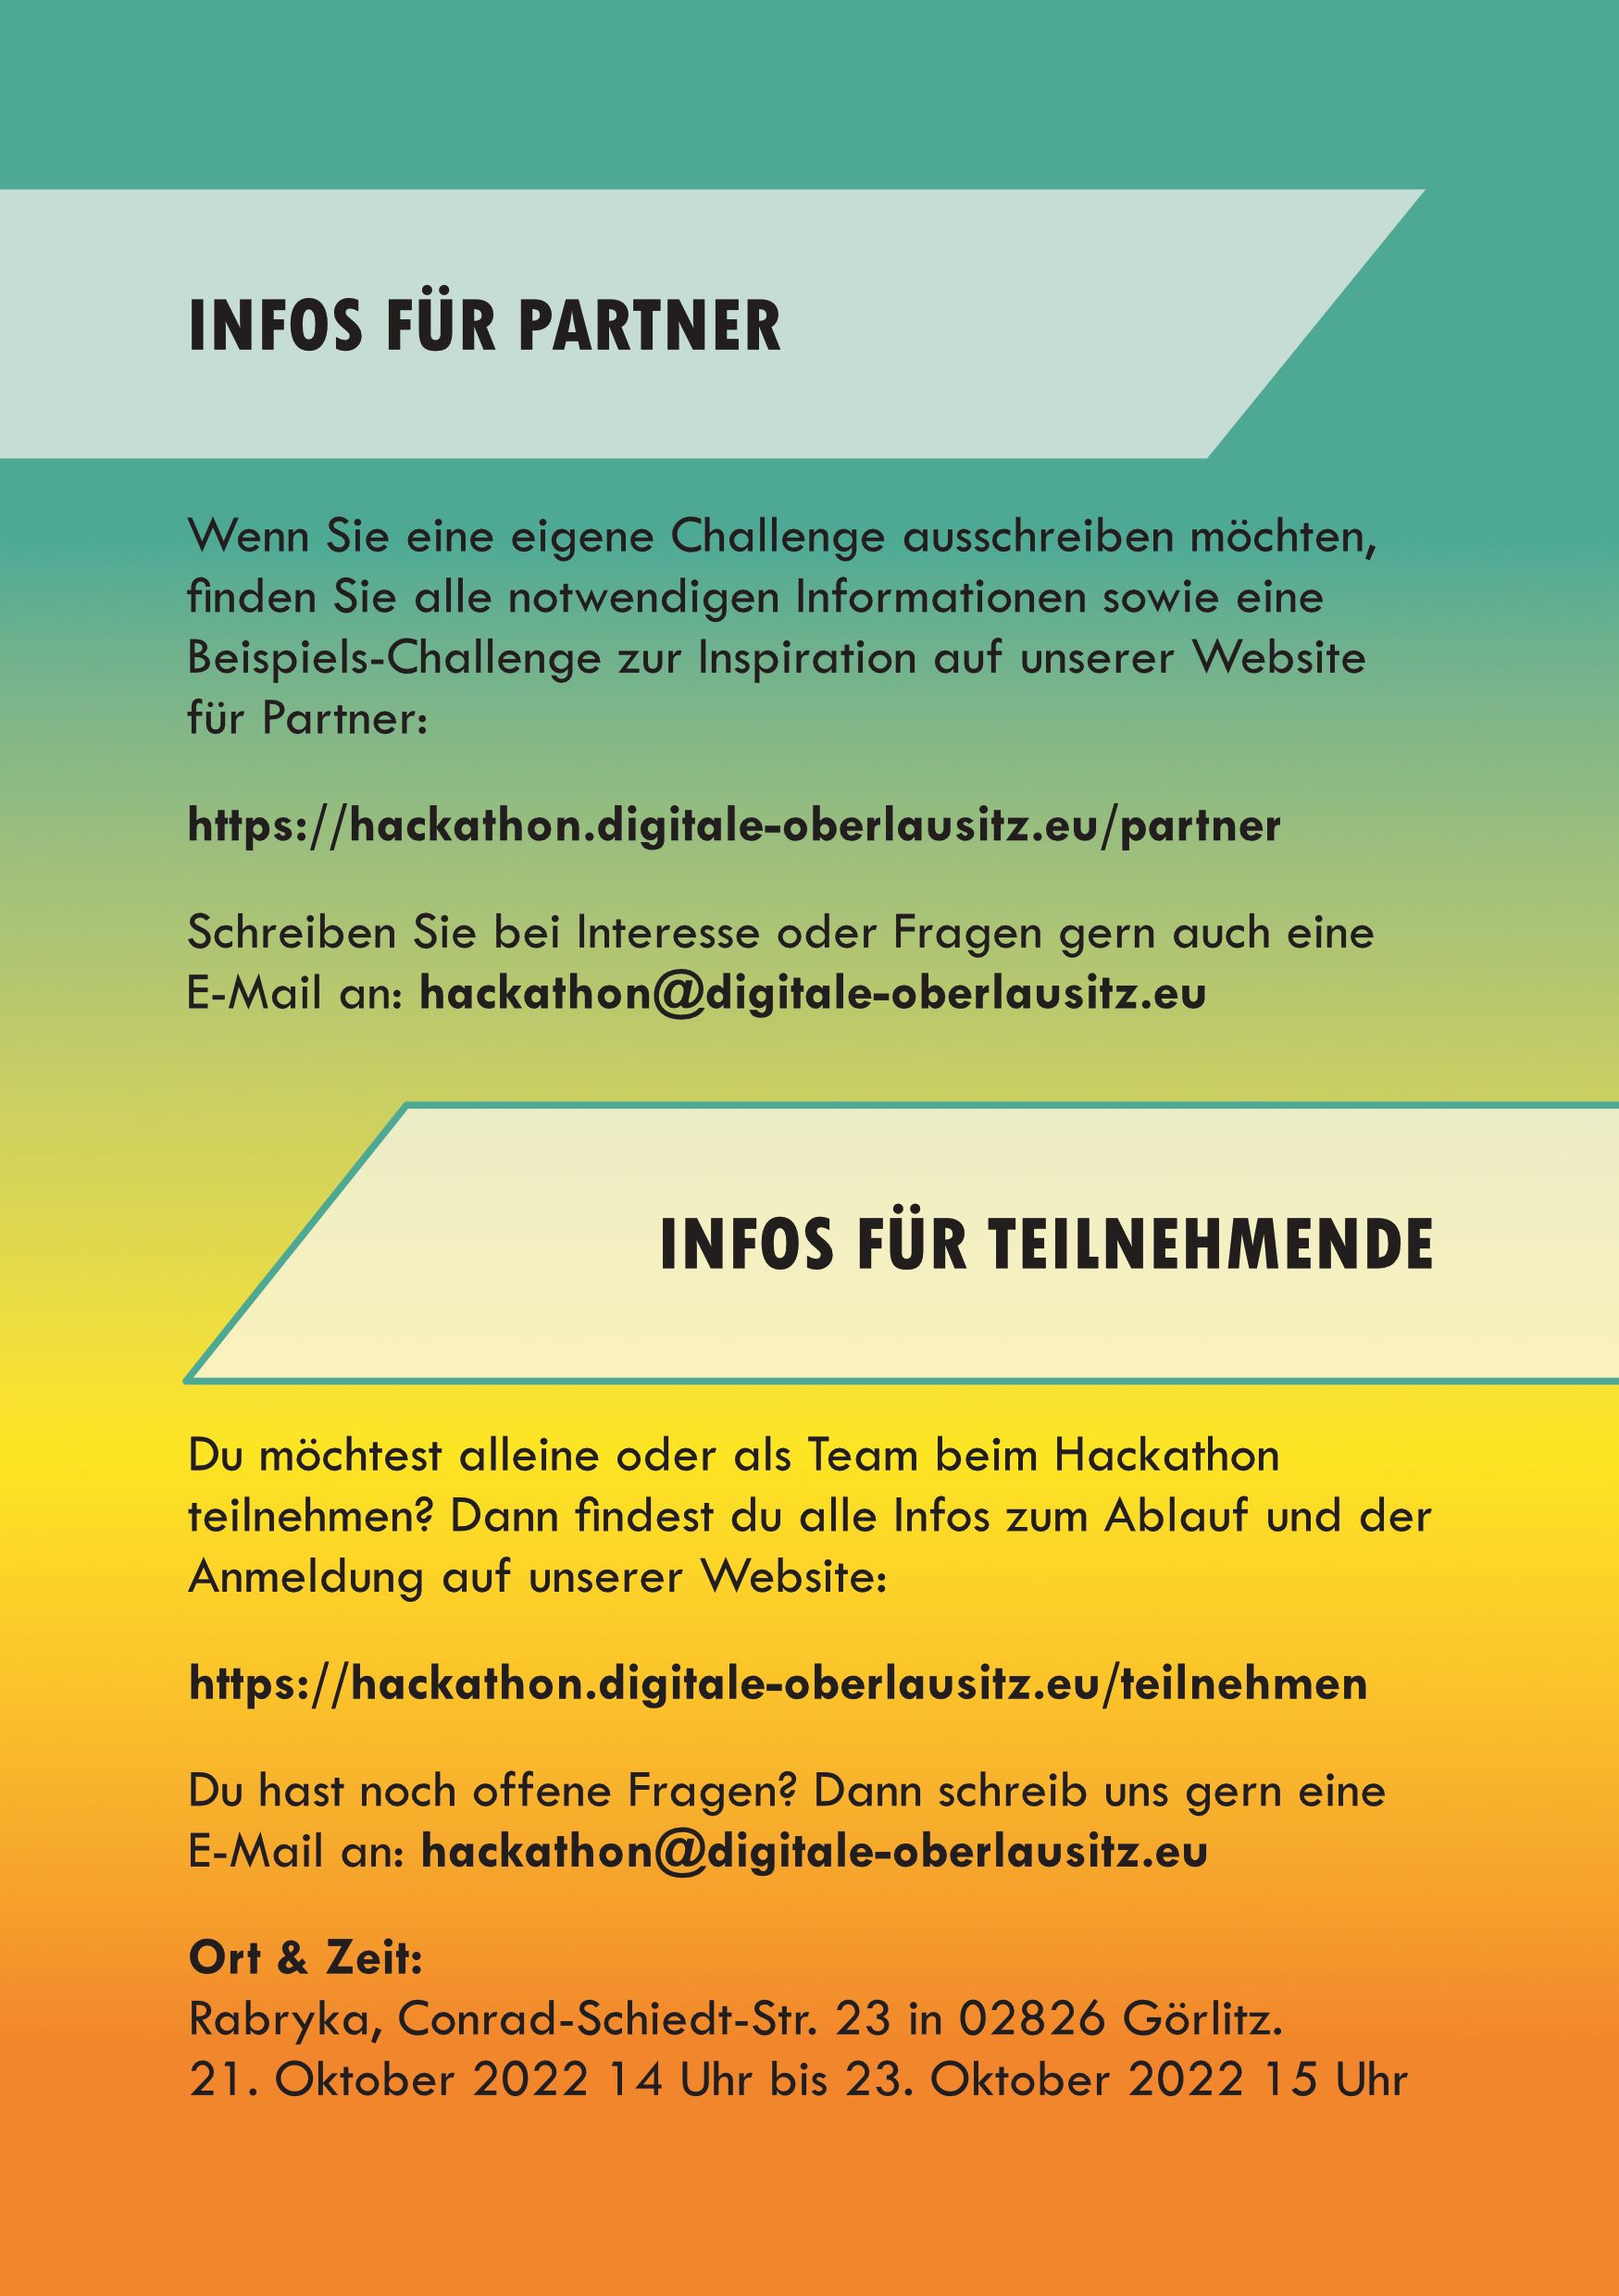 INFOS FÜR PARTNER
Wenn Sie eine eigene Challenge ausschreiben möchten,
finden Sie alle notwendigen Informationen sowie eine
Beispiels-Challenge zur Inspiration auf unserer Website
für Partner:
https://hackathon.digitale-oberlausitz.eu/partner
Schreiben Sie bei Interesse oder Fragen gern auch eine
E-Mail an: hackathon@digitale-oberlausitz.eu
INFOS FÜR TEILNEHMENDE
Du möchtest alleine oder als Team beim Hackathon
teilnehmen? Dann findest du alle Infos zum Ablauf und der
Anmeldung auf unserer Website:
https://hackathon.digitale-oberlausitz.eu/teilnehmen
Du hast noch offene Fragen? Dann schreib uns gern eine
E-Mail an: hackathon@digitale-oberlausitz.eu
Ort & Zeit:
Rabryka, Conrad-Schiedt-Str. 23 in 02826 Görlitz.
21. Oktober 2022 14 Uhr bis 23. Oktober 2022 15 Uhr